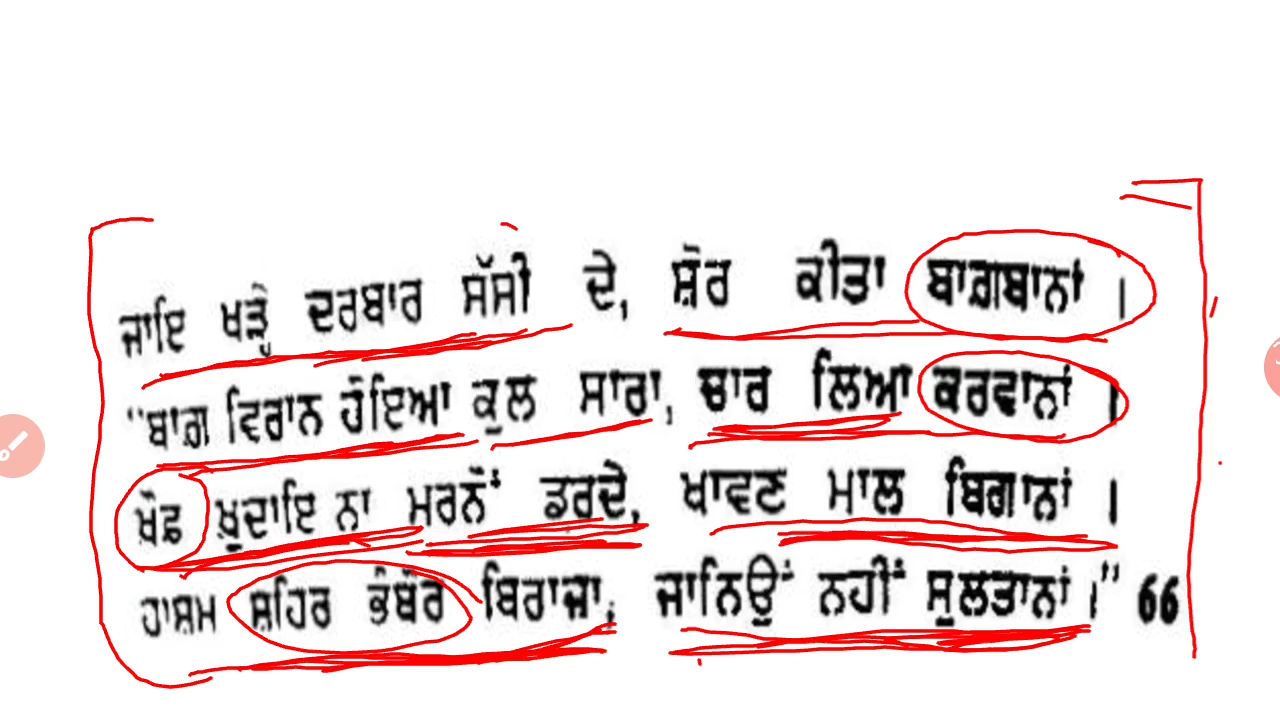 ਜਾਇ ਖੜ੍ਹੇ ਦਰਬਾਰ ਸੱਸੀ ਦੇ, ਸ਼ੋਰ ਕੀਤਾ ਬਾਗ਼ਬਾਨਾਂ ।
"ਬਾਗ਼ ਵਿਰਾਨ ਹੋਇਆ ਕੁਲ ਸਾਰਾ, ਚਾਰ ਲਿਆ ਕਰਵਾਨਾਂ ।
ਖ਼ੌਫ਼ ਖ਼ੁਦਾਇ ਨਾ ਮਰਨੋਂ ਡਰਦੇ, ਖਾਵਣ ਮਾਲ ਬਿਗਾਨਾਂ ।
ਹਾਸ਼ਮ ਸ਼ਹਿਰ ਭੰਬੋਰ ਬਿਰਾਜਾ, ਜਾਨਿਉਂ ਨਹੀਂ ਸੁਲਤਾਨਾਂ ।" 66